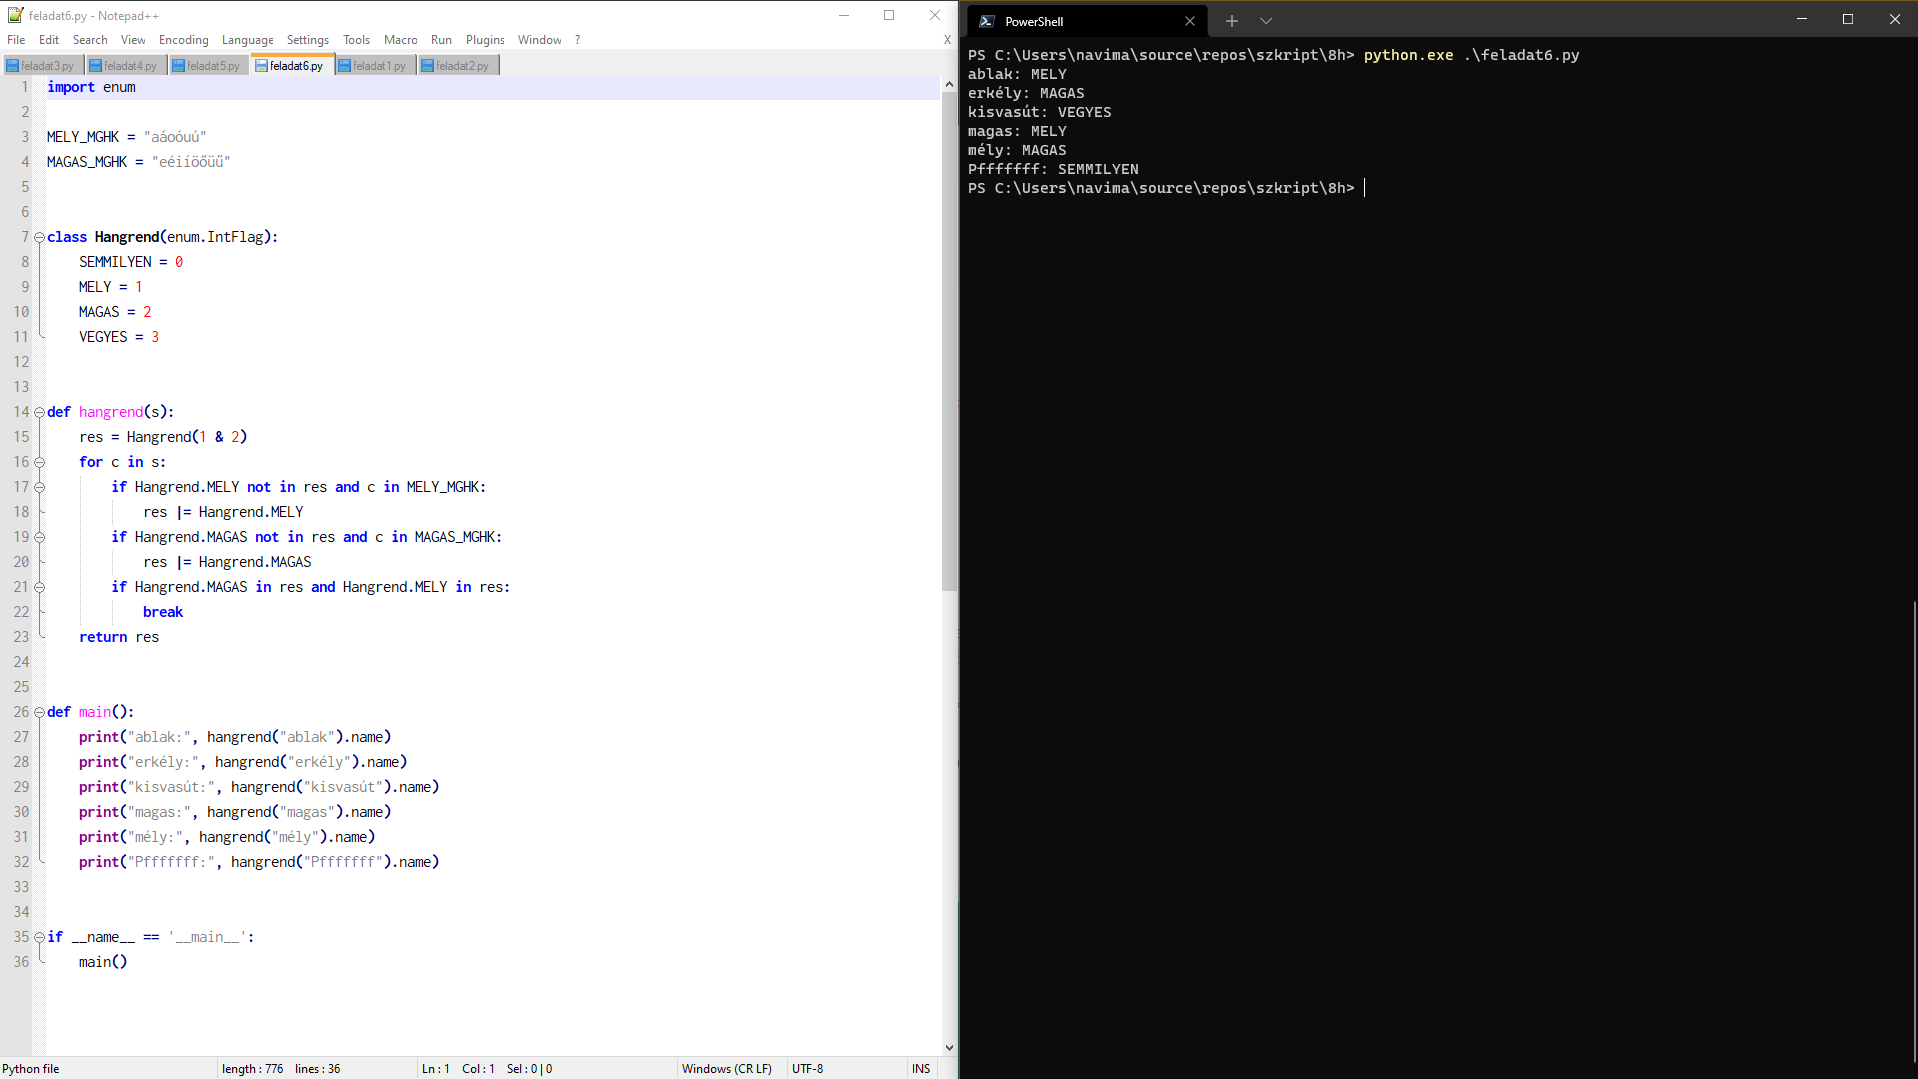 feladat6.py - Notepad++
File Edit Search View Encoding Language Settings Tools Macro Run Plugins Window ? X
feladat3.py feladat4.py feladat5.py feladat6.py feladat1.py feladat2.py
1 import enum
2
3 MELY_MGHK = "aáoóuú"
4 MAGAS_MGHK = "eéiíöőüű"
5
6
7 class Hangrend(enum.IntFlag):
8     SEMMILYEN = 0
9     MELY = 1
10     MAGAS = 2
11     VEGYES = 3
12
13
14 def hangrend(s):
15     res = Hangrend(1 & 2)
16     for c in s:
17         if Hangrend.MELY not in res and c in MELY_MGHK:
18             res |= Hangrend.MELY
19         if Hangrend.MAGAS not in res and c in MAGAS_MGHK:
20             res |= Hangrend.MAGAS
21         if Hangrend.MAGAS in res and Hangrend.MELY in res:
22             break
23     return res
24
25
26 def main():
27     print("ablak:", hangrend("ablak").name)
28     print("erkély:", hangrend("erkély").name)
29     print("kisvasút:", hangrend("kisvasút").name)
30     print("magas:", hangrend("magas").name)
31     print("mély:", hangrend("mély").name)
32     print("Pfffffff:", hangrend("Pfffffff").name)
33
34
35 if __name__ == '__main__':
36     main()
Python file length : 776 lines : 36 Ln : 1 Col : 1 Sel : 0 | 0 Windows (CR LF) UTF-8 INS
PowerShell
PS C:\Users\navima\source\repos\szkript\8h> python.exe .\feladat6.py
ablak: MELY
erkély: MAGAS
kisvasút: VEGYES
magas: MELY
mély: MAGAS
Pfffffff: SEMMILYEN
PS C:\Users\navima\source\repos\szkript\8h>